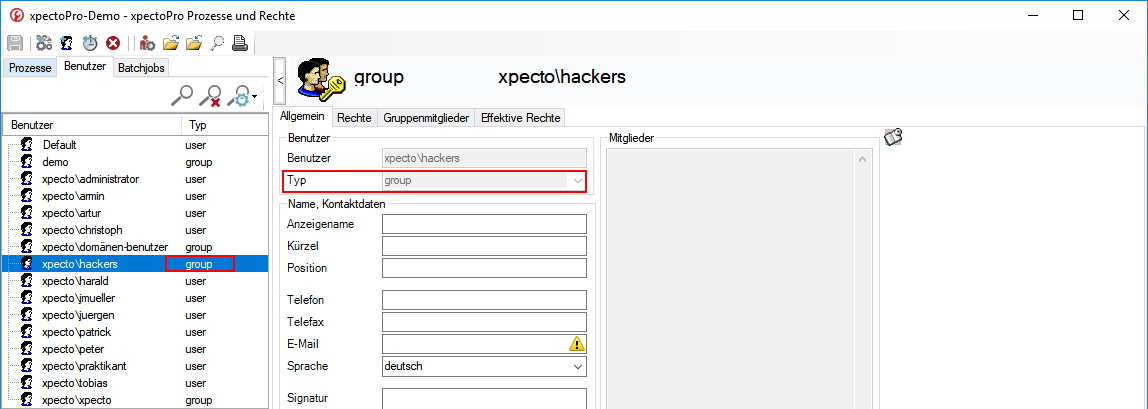 xpectoPro-Demo - xpectoPro Prozesse und Rechte
Prozesse Benutzer Batchjobs
Benutzer Typ
Default user
demo group
xpecto\administrator user
xpecto\armin user
xpecto\artur user
xpecto\christoph user
xpecto\domänen-benutzer group
xpecto\hackers group
xpecto\harald user
xpecto\jmueller user
xpecto\juergen user
xpecto\patrick user
xpecto\peter user
xpecto\praktikant user
xpecto\tobias user
xpecto\xpecto group
<
group xpecto\hackers
Allgemein Rechte Gruppenmitglieder Effektive Rechte
Benutzer
Benutzer xpecto\hackers
Typ group
Name, Kontaktdaten
Anzeigename
Kürzel
Position
Telefon
Telefax
E-Mail
Sprache deutsch
Signatur
Mitglieder